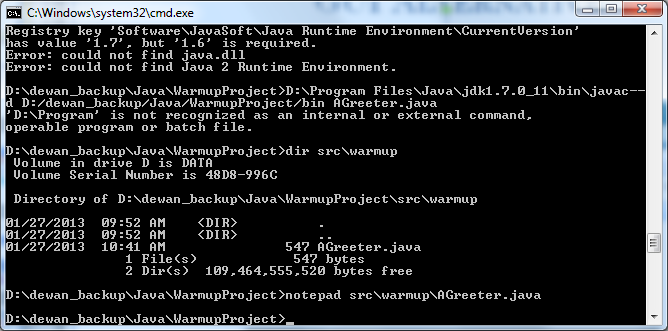 C:\Windows\system32\cmd.exe
Registry key 'Software\JavaSoft\Java Runtime Environment\CurrentVersion'
has value '1.7', but '1.6' is required.
Error: could not find java.dll
Error: could not find Java 2 Runtime Environment.
D:\dewan_backup\Java\WarmupProject>D:\Program Files\Java\jdk1.7.0_11\bin\javac--
d D:/dewan_backup/Java/WarmupProject/bin AGreeter.java
'D:\Program' is not recognized as an internal or external command,
operable program or batch file.
D:\dewan_backup\Java\WarmupProject>dir src\warmup
Volume in drive D is DATA
Volume Serial Number is 48D8-996C
Directory of D:\dewan_backup\Java\WarmupProject\src\warmup
01/27/2013 09:52 AM <DIR> .
01/27/2013 09:52 AM <DIR> ..
01/27/2013 10:41 AM 547 AGreeter.java
1 File(s) 547 bytes
2 Dir(s) 109,464,555,520 bytes free
D:\dewan_backup\Java\WarmupProject>notepad src\warmup\AGreeter.java
D:\dewan_backup\Java\WarmupProject>_